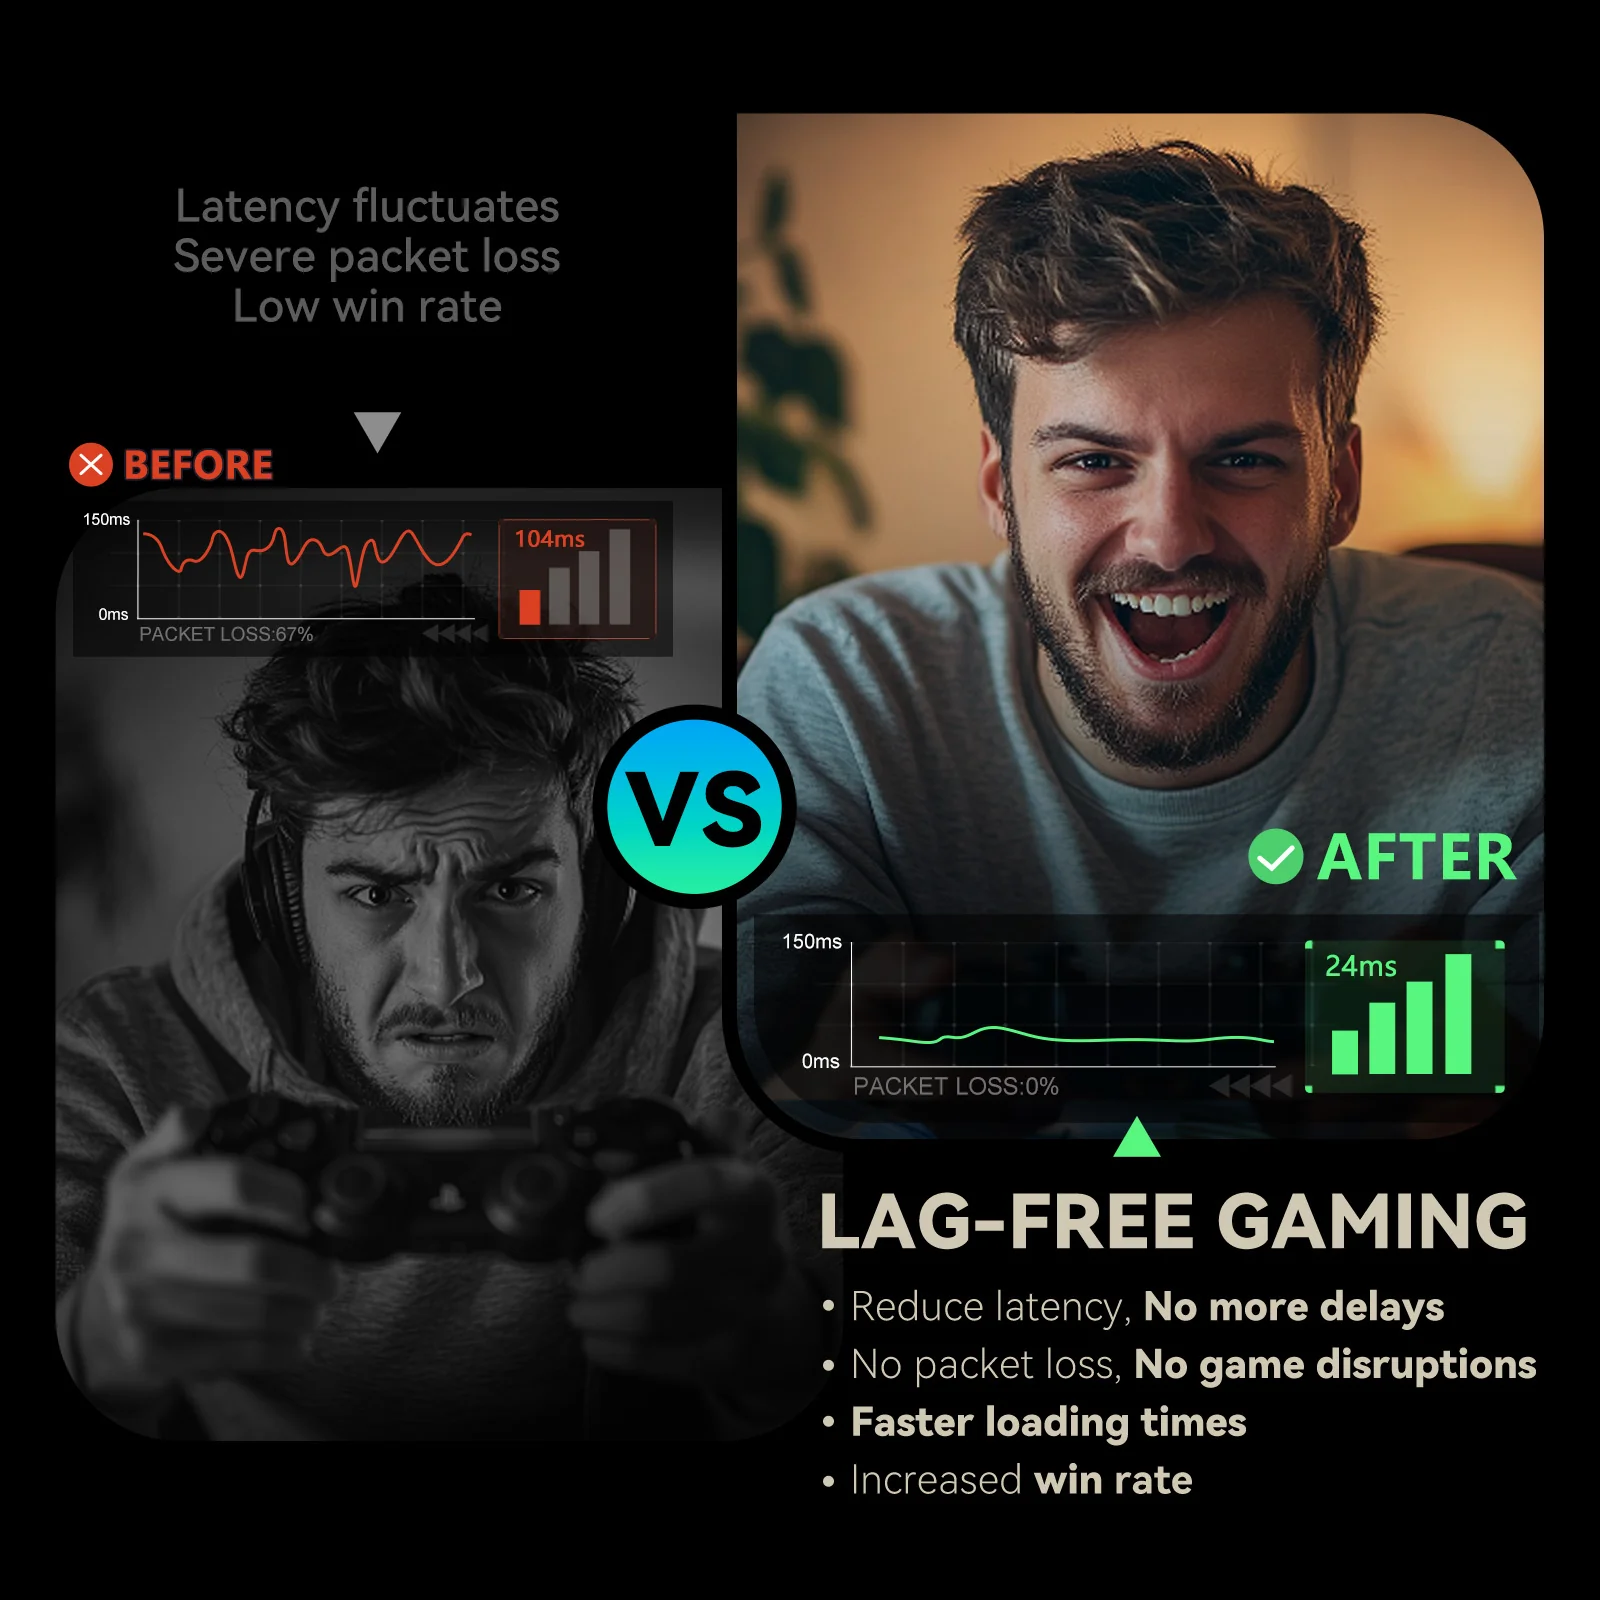 Latency fluctuates
Severe packet loss
Low win rate
BEFORE
150ms
104ms
0ms
PACKET LOSS:67%
VS
AFTER
150ms
24ms
0ms
PACKET LOSS:0%
LAG-FREE GAMING
• Reduce latency, No more delays
• No packet loss, No game disruptions
• Faster loading times
• Increased win rate